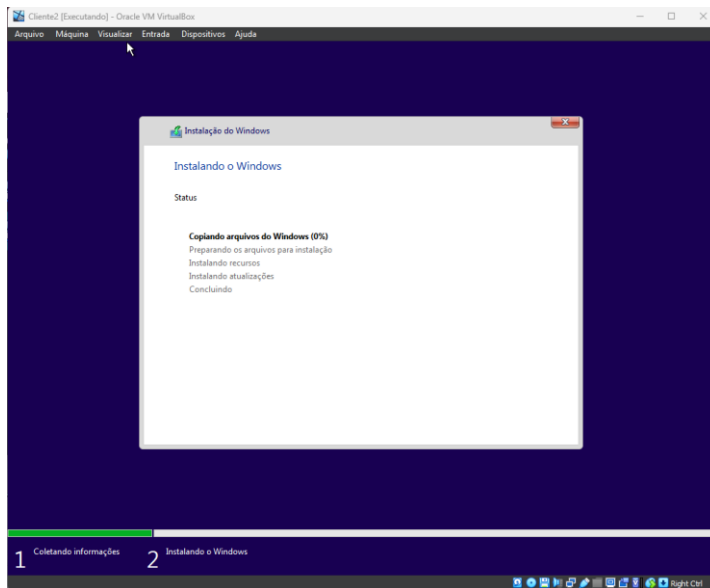 Cliente2 [Executando] - Oracle VM VirtualBox
Arquivo Máquina Visualizar Entrada Dispositivos Ajuda
Instalação do Windows
Instalando o Windows
Status
Copiando arquivos do Windows (0%)
Preparando os arquivos para instalação
Instalando recursos
Instalando atualizações
Concluindo
1 Coletando informações 2 Instalando o Windows
Right Ctrl